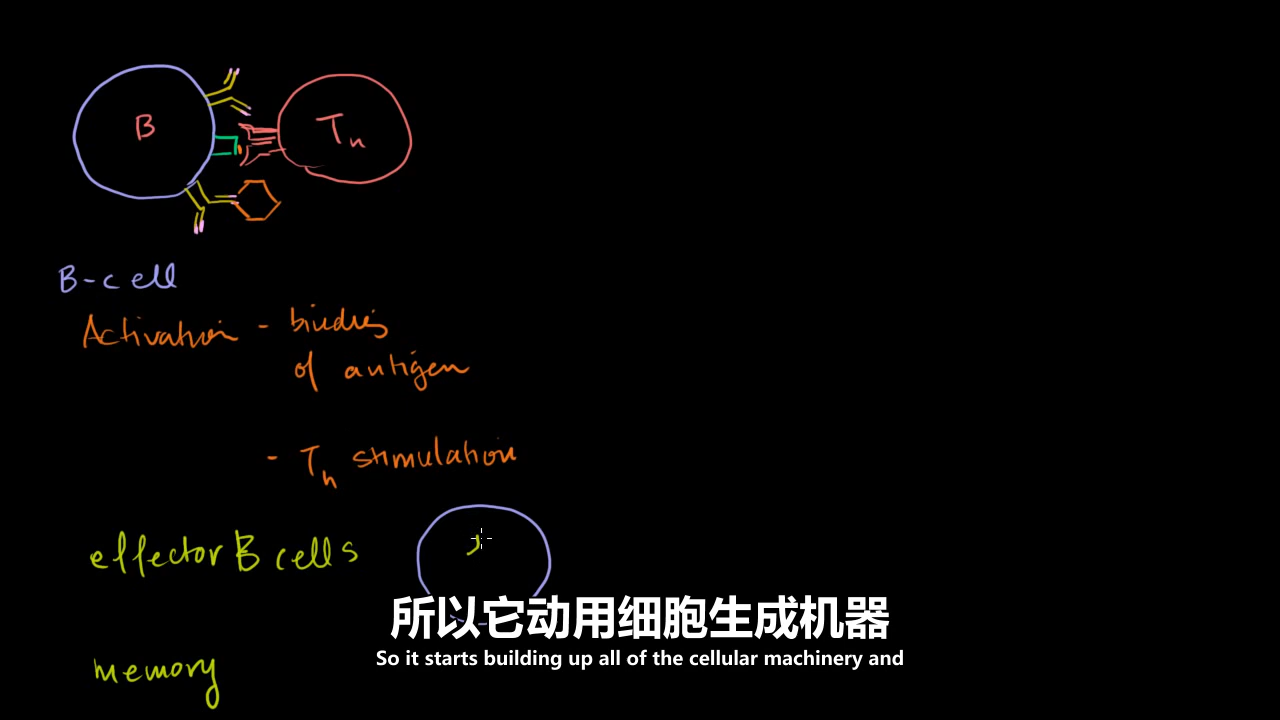 B
Th
B-cell
Activation - binding
of antigen
- Th stimulation
effector B cells
所以它动用细胞生成机器
So it starts building up all of the cellular machinery and
memory